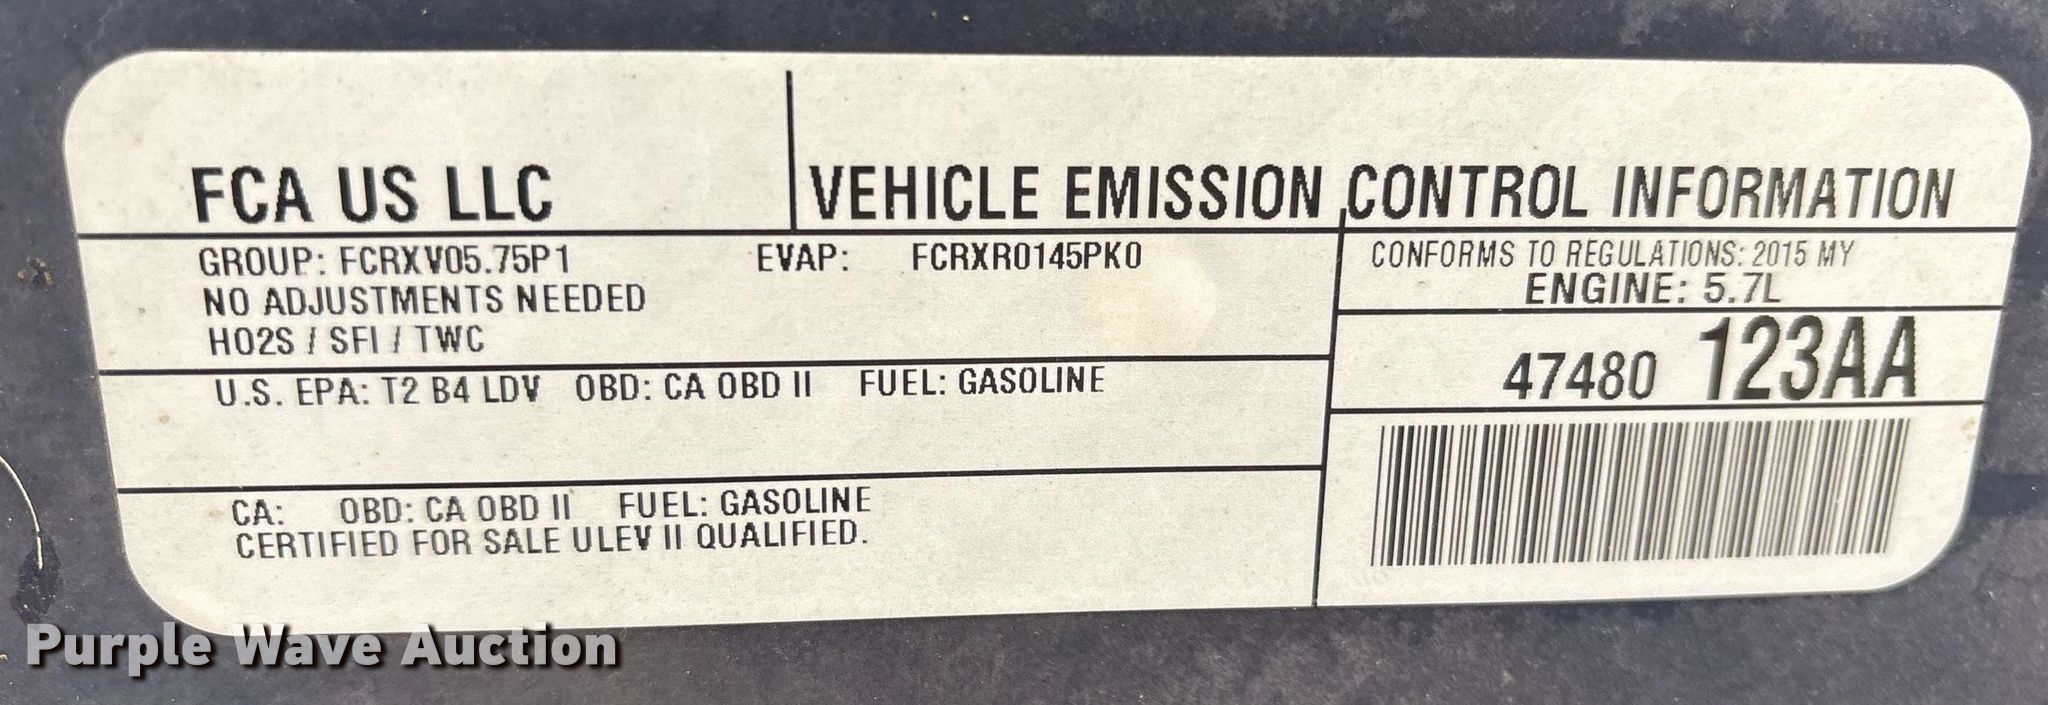 FCA US LLC
VEHICLE EMISSION CONTROL INFORMATION
GROUP: FCRXV05.75P1 EVAP: FCRXR0145PK0
NO ADJUSTMENTS NEEDED
HO2S / SFI / TWC
CONFORMS TO REGULATIONS: 2015 MY
ENGINE: 5.7L
47480 123AA
U.S. EPA: T2 B4 LDV OBD: CA OBD II FUEL: GASOLINE
CA: OBD: CA OBD II FUEL: GASOLINE
CERTIFIED FOR SALE ULEV II QUALIFIED.
Purple Wave Auction